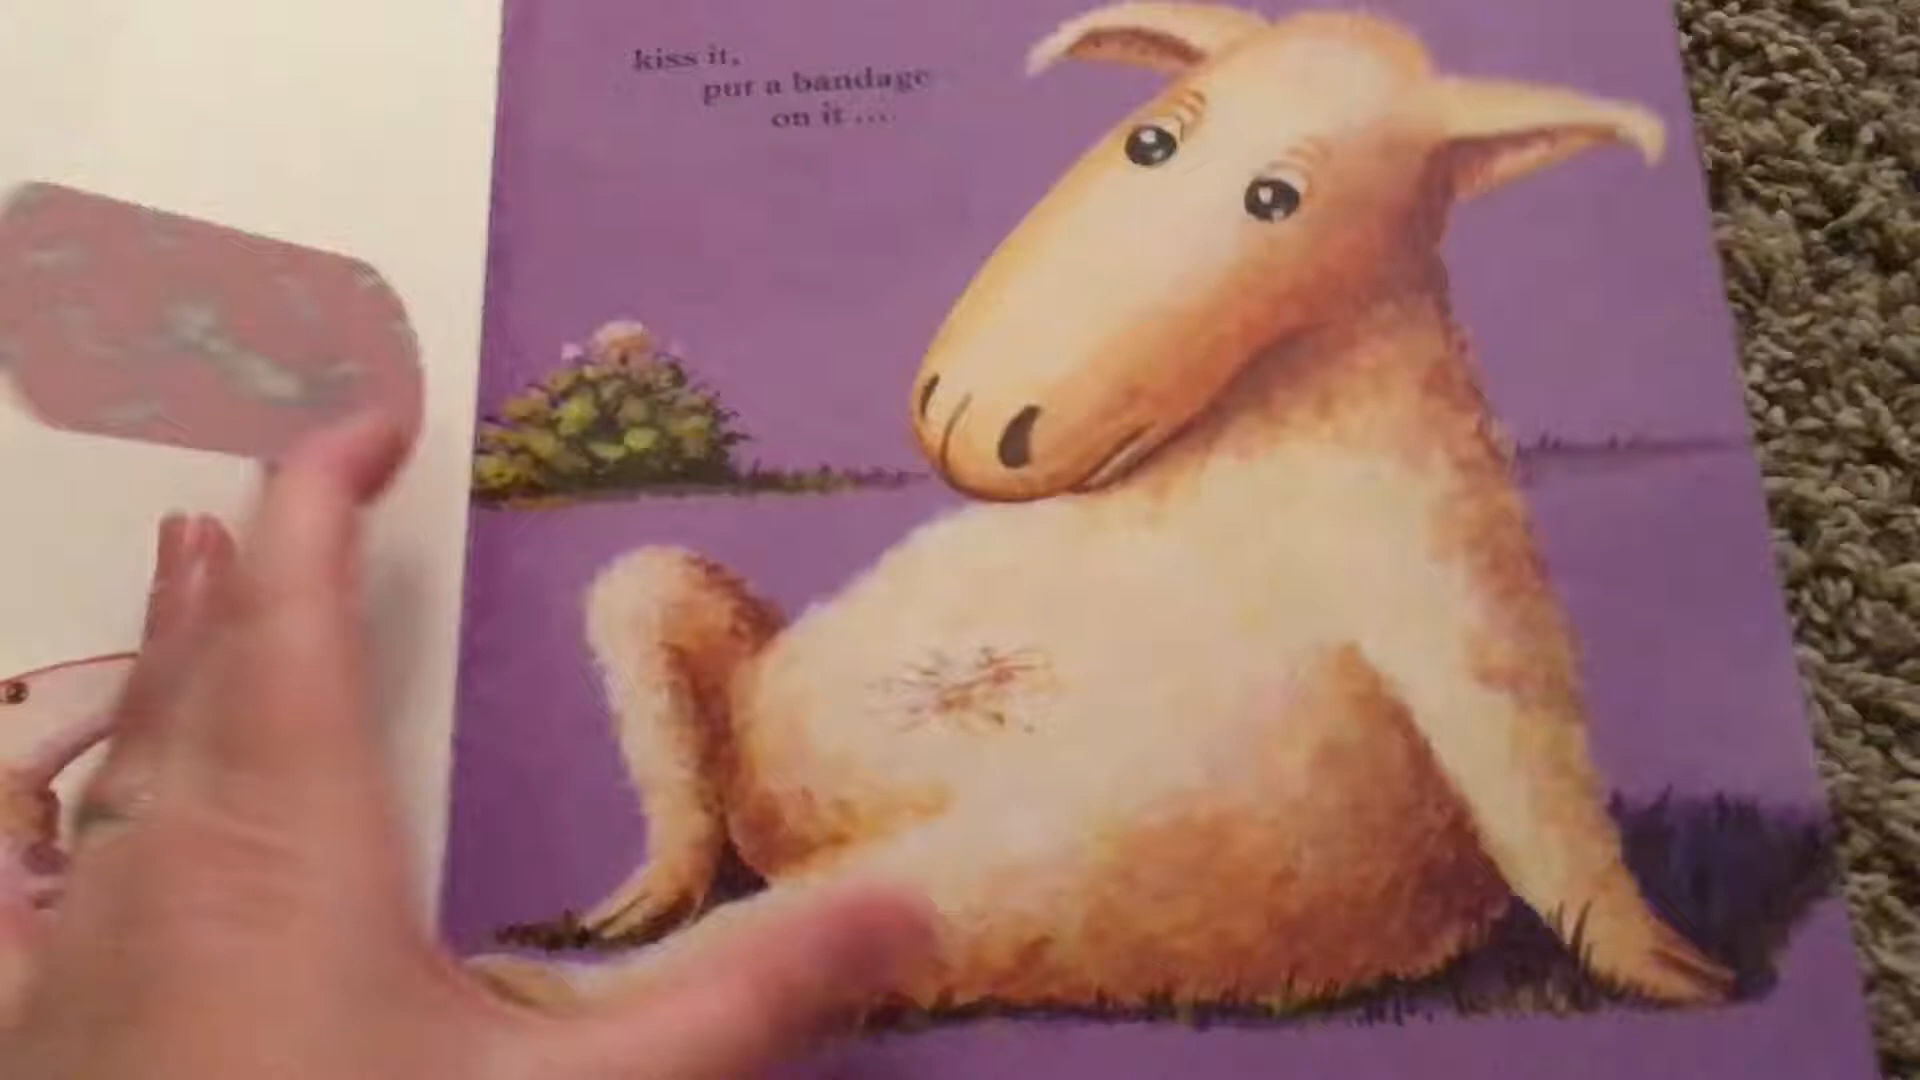 kiss it,
put a bandage
on it ...